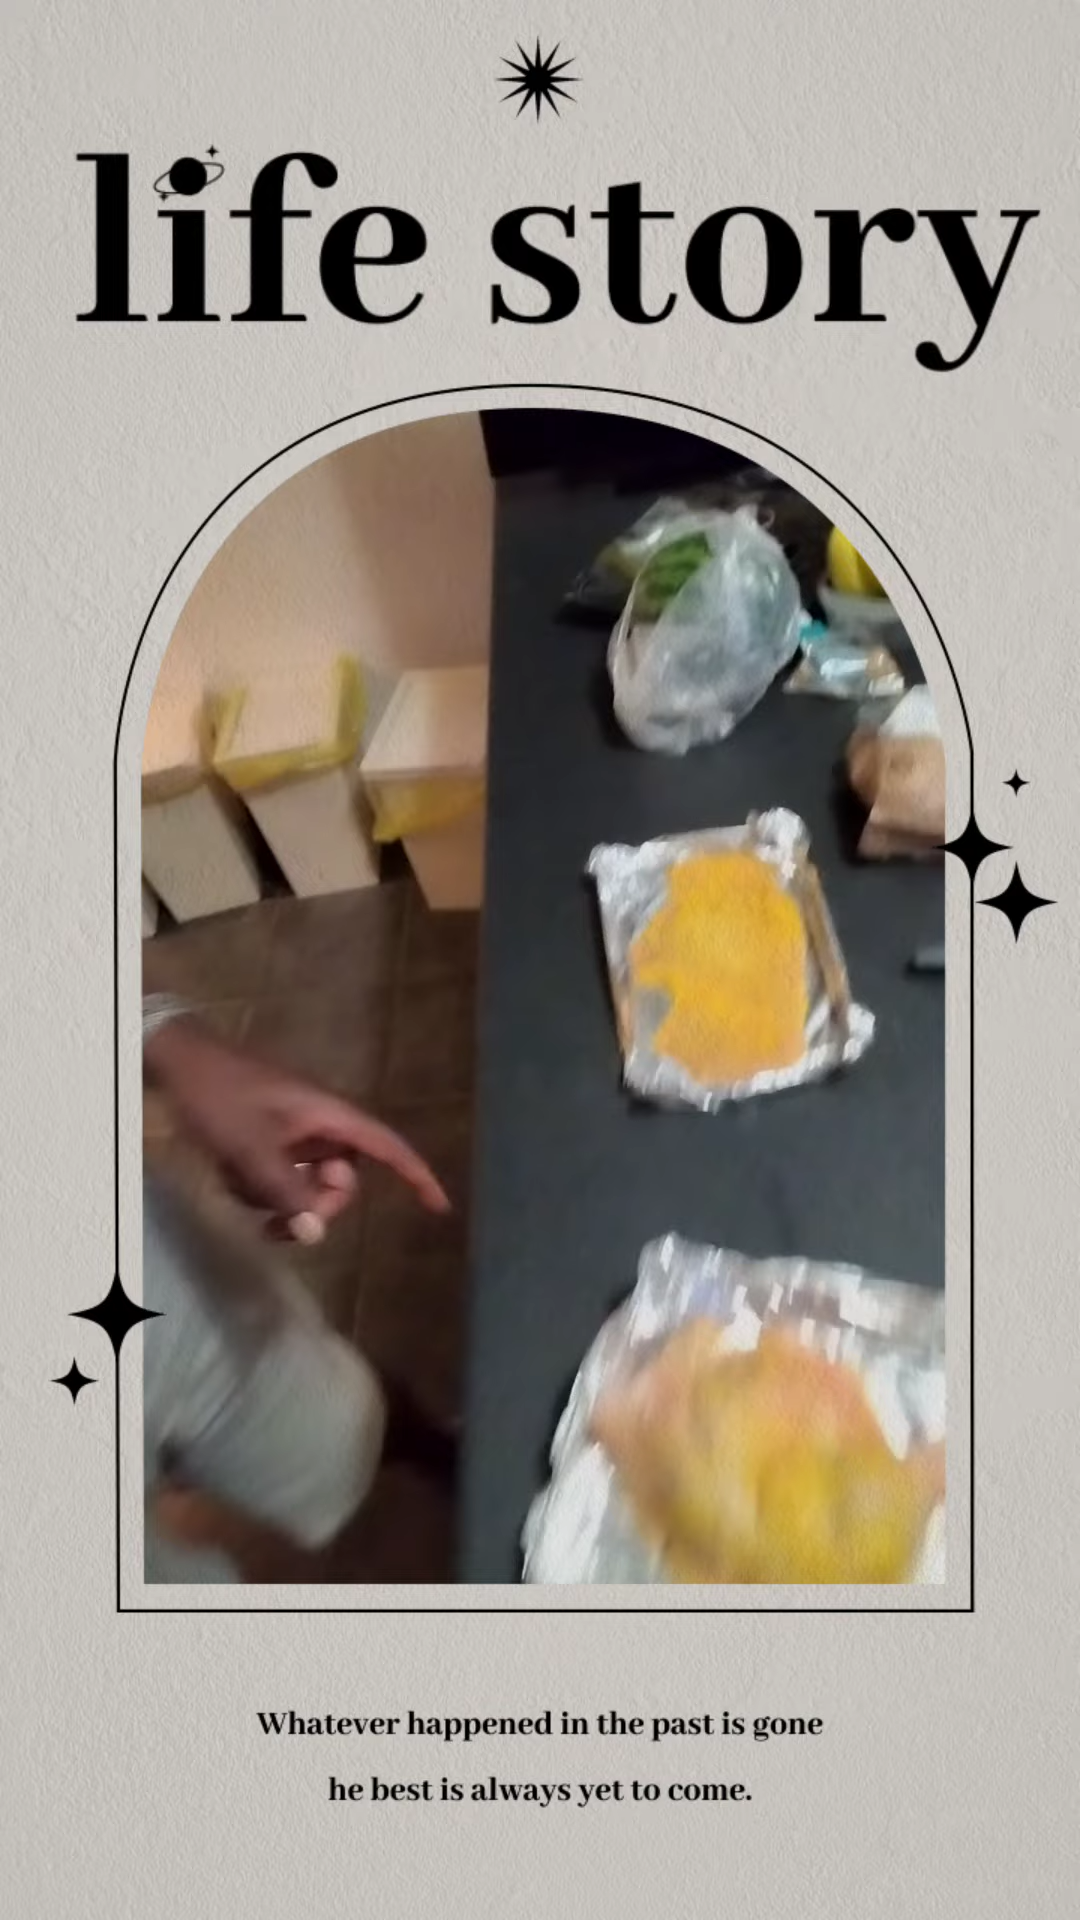 life story
Whatever happened in the past is gone
he best is always yet to come.